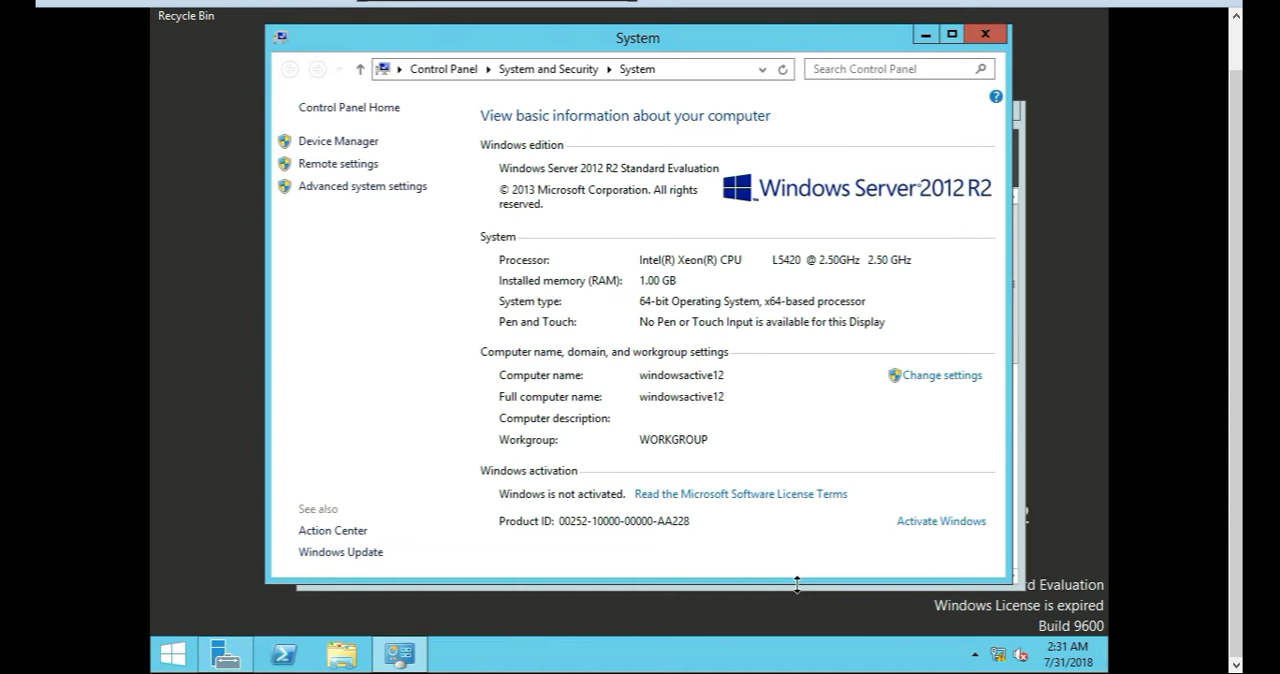 Recycle Bin
System
Control Panel
System and Security
System
Search Control Panel
Control Panel Home
Device Manager
Remote settings
Advanced system settings
View basic information about your computer
Windows edition
Windows Server 2012 R2 Standard Evaluation
© 2013 Microsoft Corporation. All rights
reserved.
Windows Server 2012 R2
System
Processor: Intel(R) Xeon(R) CPU L5420 @ 2.50GHz 2.50 GHz
Installed memory (RAM): 1.00 GB
System type: 64-bit Operating System, x64-based processor
Pen and Touch: No Pen or Touch Input is available for this Display
Computer name, domain, and workgroup settings
Computer name: windowsactive12
Change settings
Full computer name: windowsactive12
Computer description:
Workgroup: WORKGROUP
Windows activation
Windows is not activated. Read the Microsoft Software License Terms
Product ID: 00252-10000-00000-AA228
Activate Windows
See also
Action Center
Windows Update
Evaluation
Windows License is expired
Build 9600
2:31 AM
7/31/2018